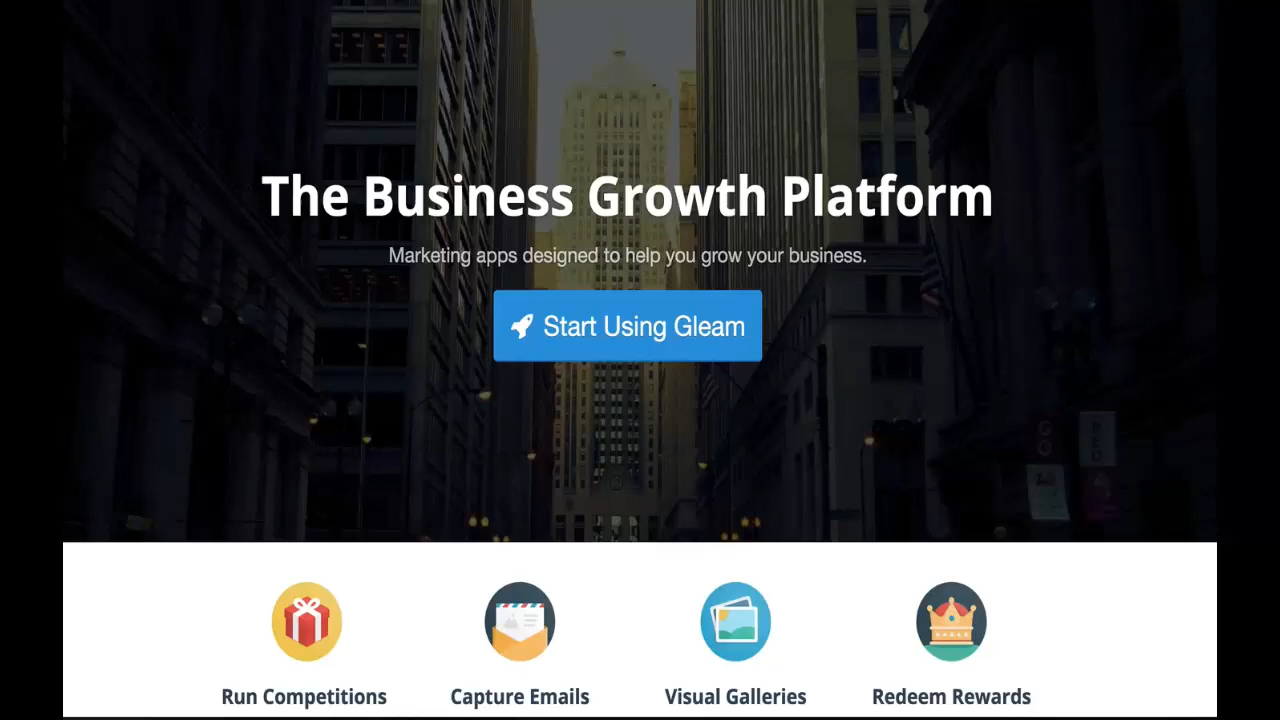 The Business Growth Platform
Marketing apps designed to help you grow your business.
Start Using Gleam
Run Competitions
Capture Emails
Visual Galleries
Redeem Rewards